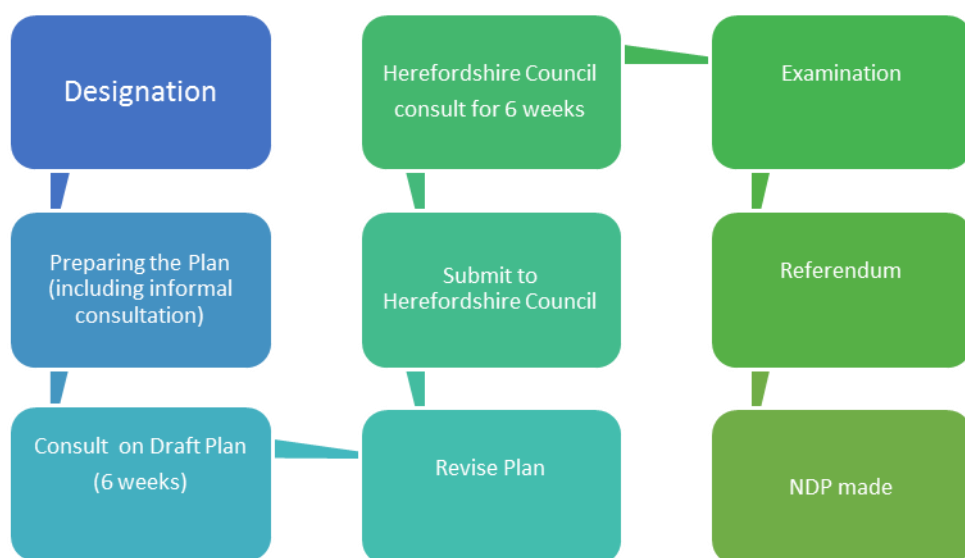 Designation
Preparing the Plan
(including informal
consultation)
Consult on Draft Plan
(6 weeks)
Revise Plan
Submit to
Herefordshire Council
Herefordshire Council
consult for 6 weeks
Examination
Referendum
NDP made